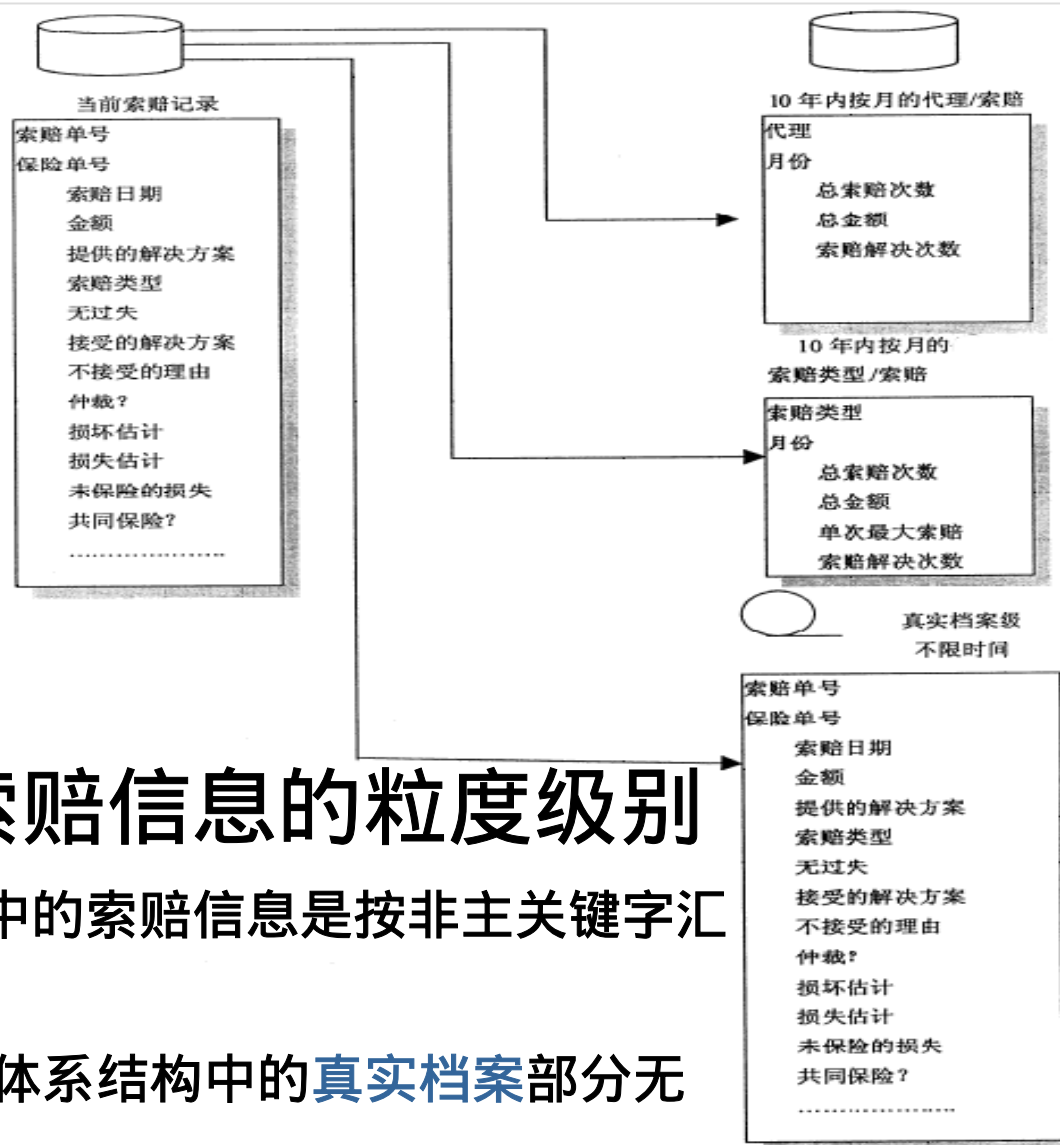 当前索赔记录
索赔单号
保险单号
索赔日期
金额
提供的解决方案
索赔类型
无过失
接受的解决方案
不接受的理由
仲裁?
损坏估计
损失估计
未保险的损失
共同保险?
…………………
10 年内按月的代理/索赔
代理
月份
总索赔次数
总金额
索赔解决次数
10 年内按月的
索赔类型/索赔
索赔类型
月份
总索赔次数
总金额
单次最大索赔
索赔解决次数
真实档案级
不限时间
索赔单号
保险单号
索赔日期
金额
提供的解决方案
索赔类型
无过失
接受的解决方案
不接受的理由
仲裁?
损坏估计
损失估计
未保险的损失
共同保险?
…………………
索赔信息的粒度级别
中的索赔信息是按非主关键字汇
体系结构中的真实档案部分无